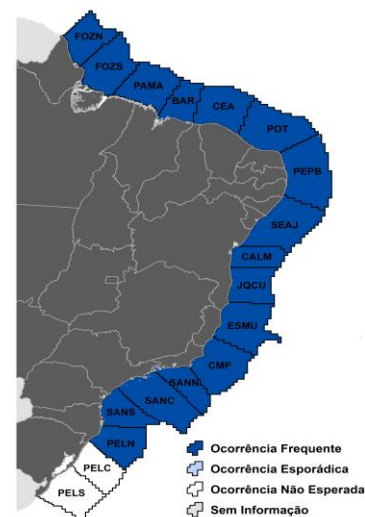 FOZN
FOZS
PAMA
BAR
CEA
POT
PEPB
SEAJ
CALM
JQCU
ESMU
CMP
SANN
SANC
SANS
PELN
PELC
PELS
Ocorrência Frequente
Ocorrência Esporádica
Ocorrência Não Esperada
Sem Informação